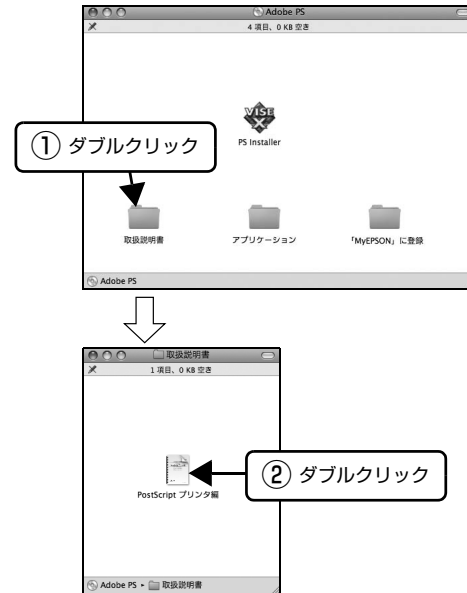 Adobe PS
4 項目、0 KB 空き
VISE X
PS Installer
① ダブルクリック
取扱説明書
アプリケーション
「MyEPSON」に登録
Adobe PS
取扱説明書
1 項目、0 KB 空き
② ダブルクリック
PostScript プリンタ編
Adobe PS ▸ 取扱説明書